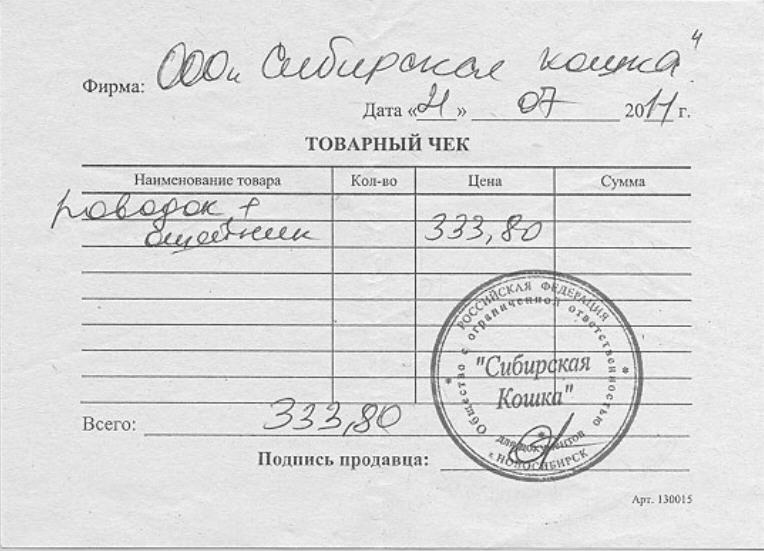 Фирма: ООО "Сибирская кошка"
Дата «21» 07 2011 г.
ТОВАРНЫЙ ЧЕК
Наименование товара Кол-во Цена Сумма
поводок +
ошейник 333,80
Всего: 333,80
Подпись продавца:
РОССИЙСКАЯ ФЕДЕРАЦИЯ
Общество с ограниченной ответственностью
"Сибирская
Кошка"
для документов
г. НОВОСИБИРСК
Арт. 130015